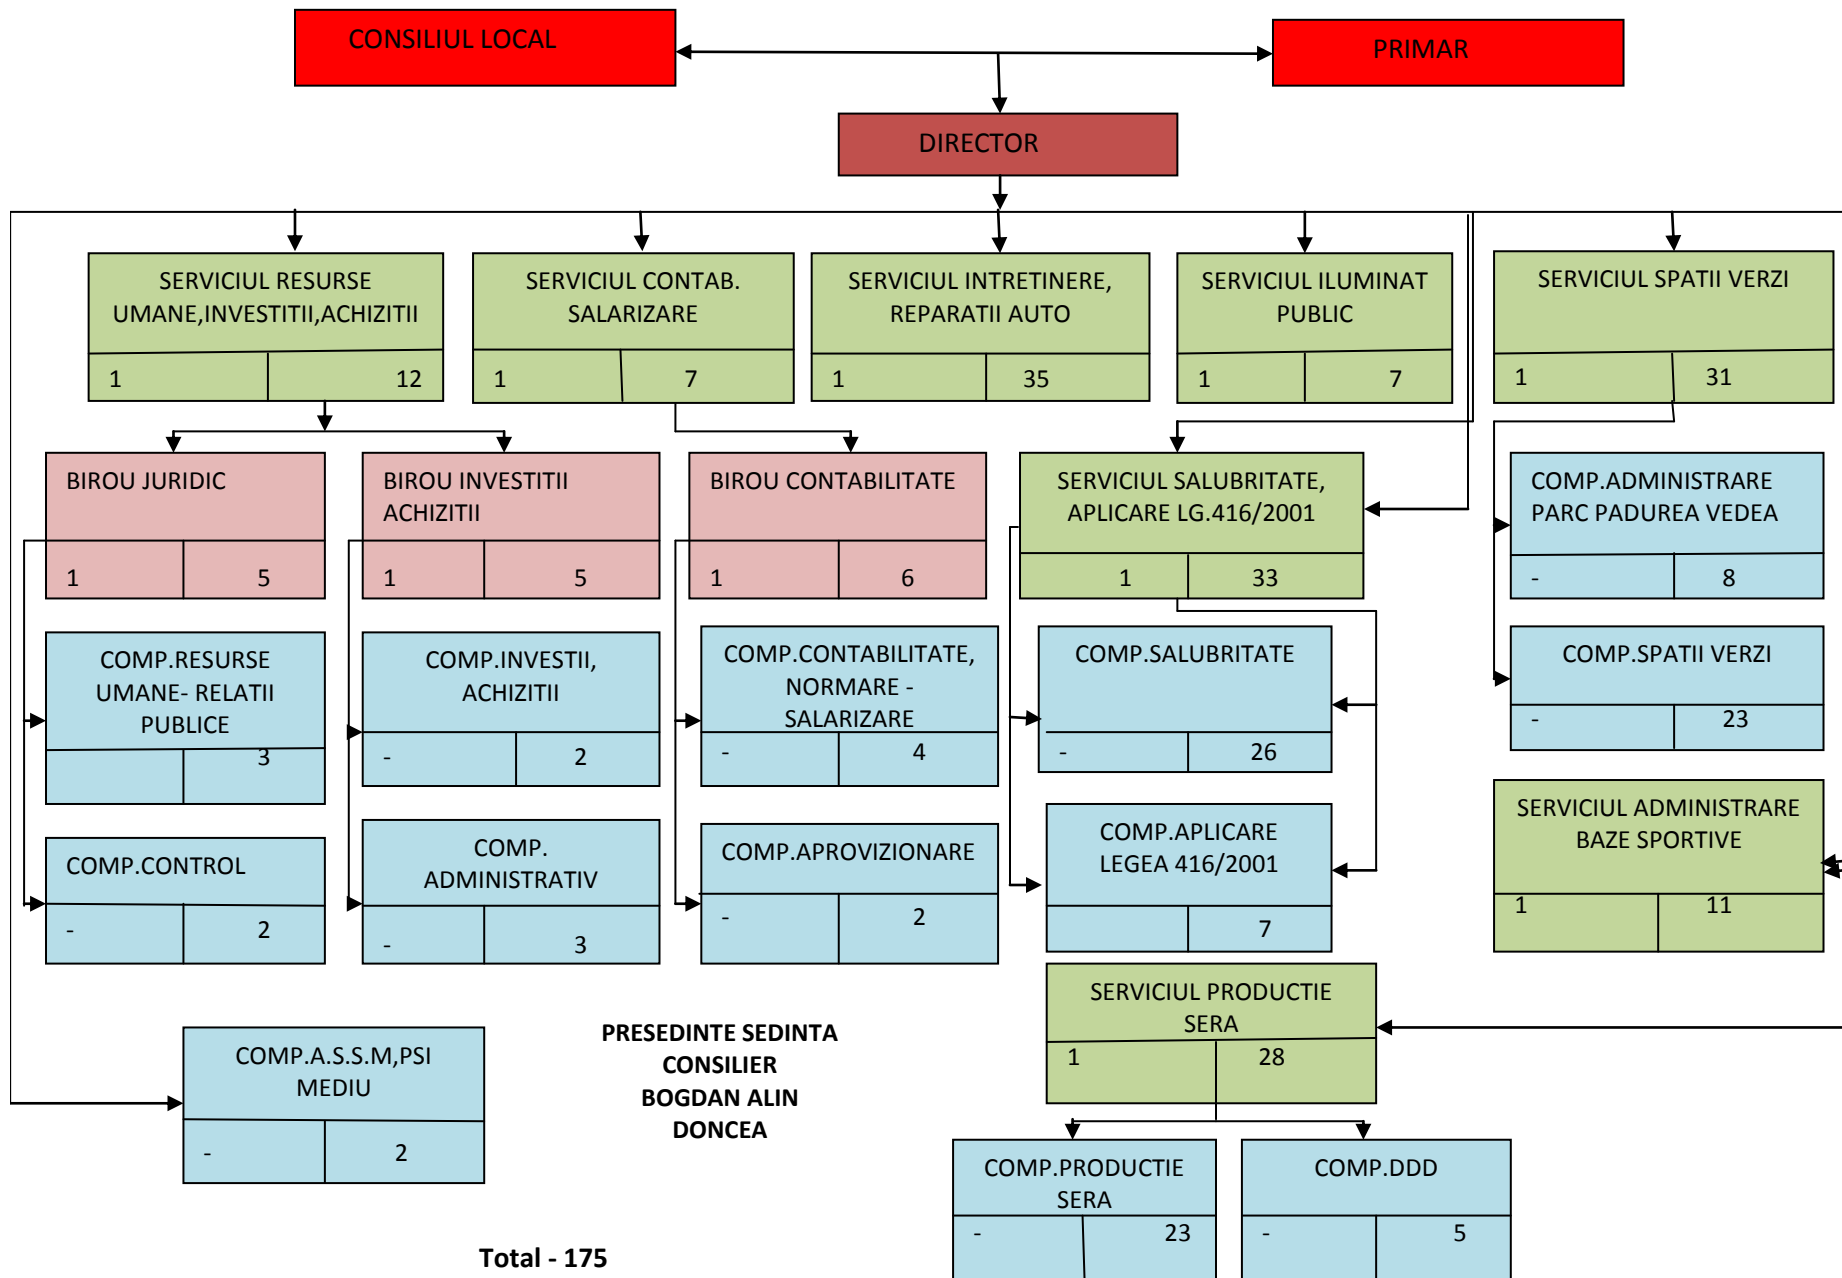 CONSILIUL LOCAL
PRIMAR
DIRECTOR
SERVICIUL RESURSE
UMANE,INVESTITII,ACHIZITII
1 12
SERVICIUL CONTAB.
SALARIZARE
1 7
SERVICIUL INTRETINERE,
REPARATII AUTO
1 35
SERVICIUL ILUMINAT
PUBLIC
1 7
SERVICIUL SPATII VERZI
1 31
BIROU JURIDIC
1 5
BIROU INVESTITII
ACHIZITII
1 5
BIROU CONTABILITATE
1 6
SERVICIUL SALUBRITATE,
APLICARE LG.416/2001
1 33
COMP.ADMINISTRARE
PARC PADUREA VEDEA
- 8
COMP.RESURSE
UMANE- RELATII
PUBLICE
3
COMP.INVESTII,
ACHIZITII
- 2
COMP.CONTABILITATE,
NORMARE -
SALARIZARE
- 4
COMP.SALUBRITATE
- 26
COMP.SPATII VERZI
- 23
COMP.CONTROL
- 2
COMP.
ADMINISTRATIV
- 3
COMP.APROVIZIONARE
- 2
COMP.APLICARE
LEGEA 416/2001
7
SERVICIUL ADMINISTRARE
BAZE SPORTIVE
1 11
SERVICIUL PRODUCTIE
SERA
1 28
COMP.A.S.S.M,PSI
MEDIU
- 2
PRESEDINTE SEDINTA
CONSILIER
BOGDAN ALIN
DONCEA
COMP.PRODUCTIE
SERA
- 23
COMP.DDD
- 5
Total - 175